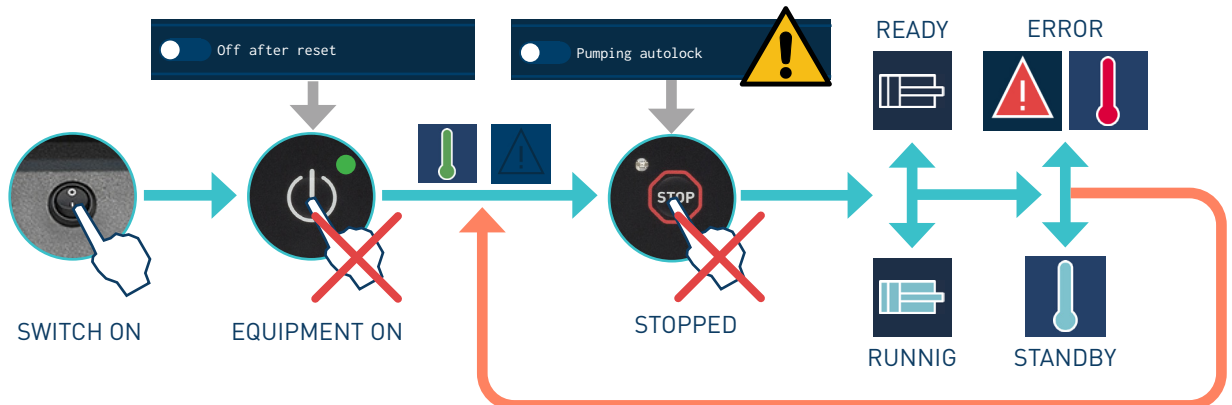 Off after reset
Pumping autolock
READY
ERROR
STOP
SWITCH ON
EQUIPMENT ON
STOPPED
RUNNIG
STANDBY